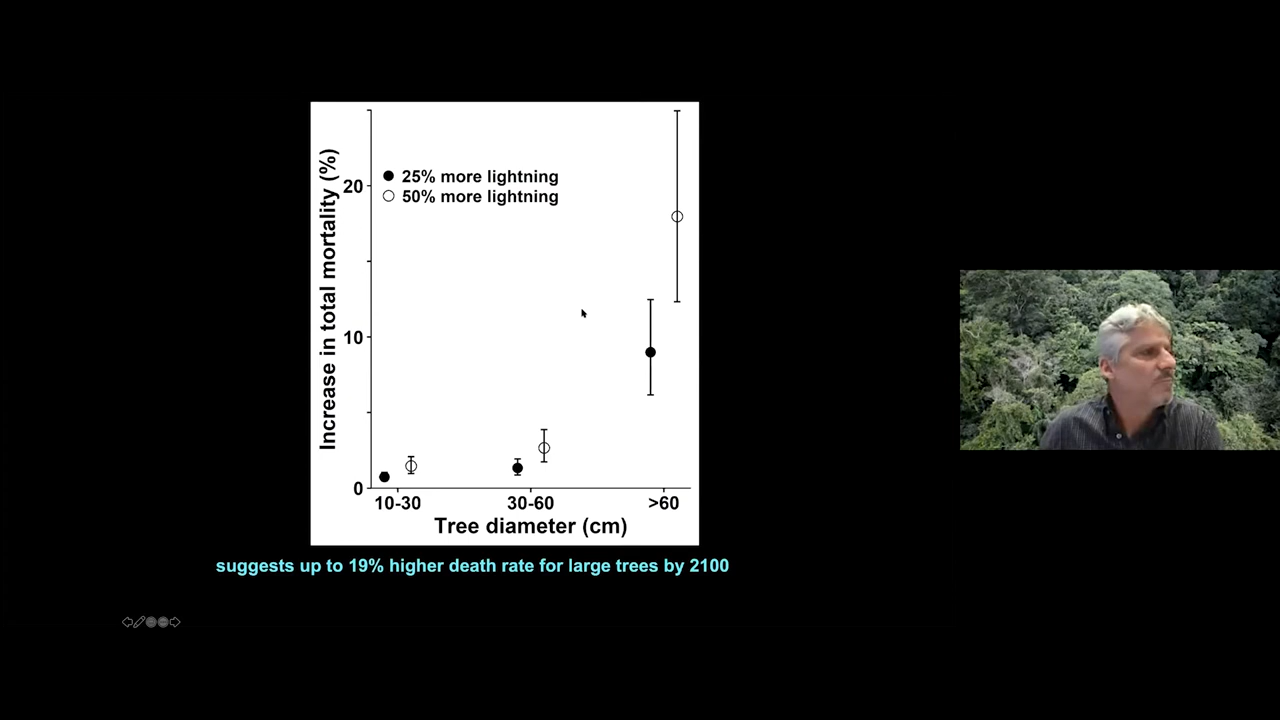 Increase in total mortality (%)
25% more lightning
50% more lightning
20
10
0
10-30 30-60 >60
Tree diameter (cm)
suggests up to 19% higher death rate for large trees by 2100